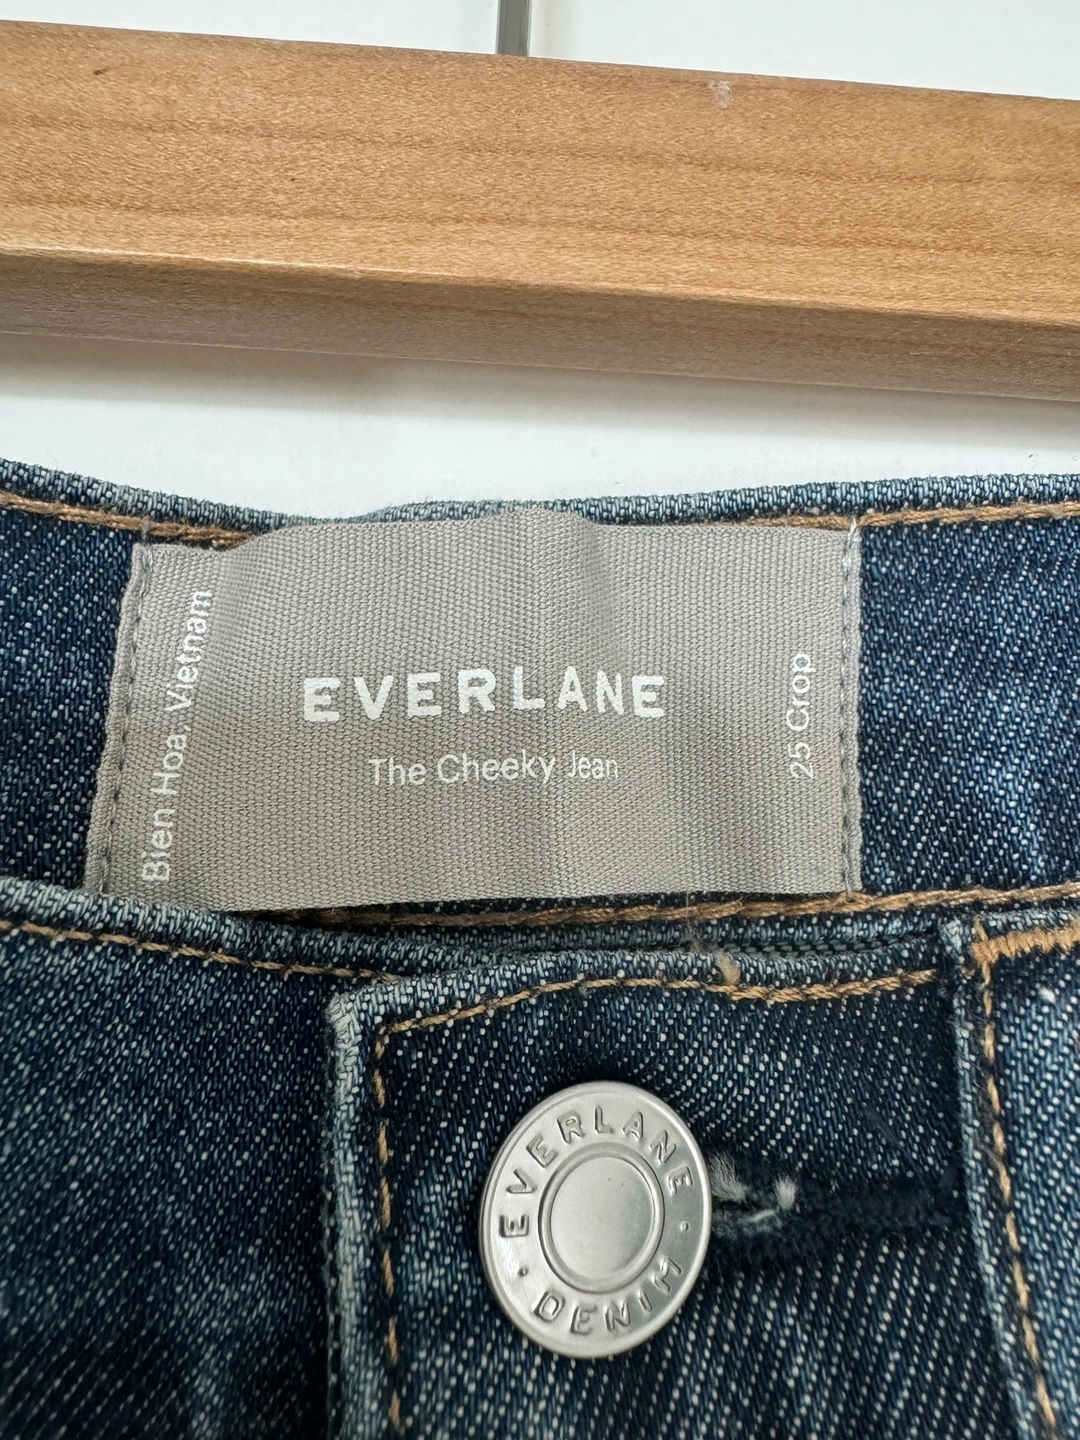 Bien Hoa, Vietnam
EVERLANE
The Cheeky Jean
25 Crop
EVERLANE
DENIM